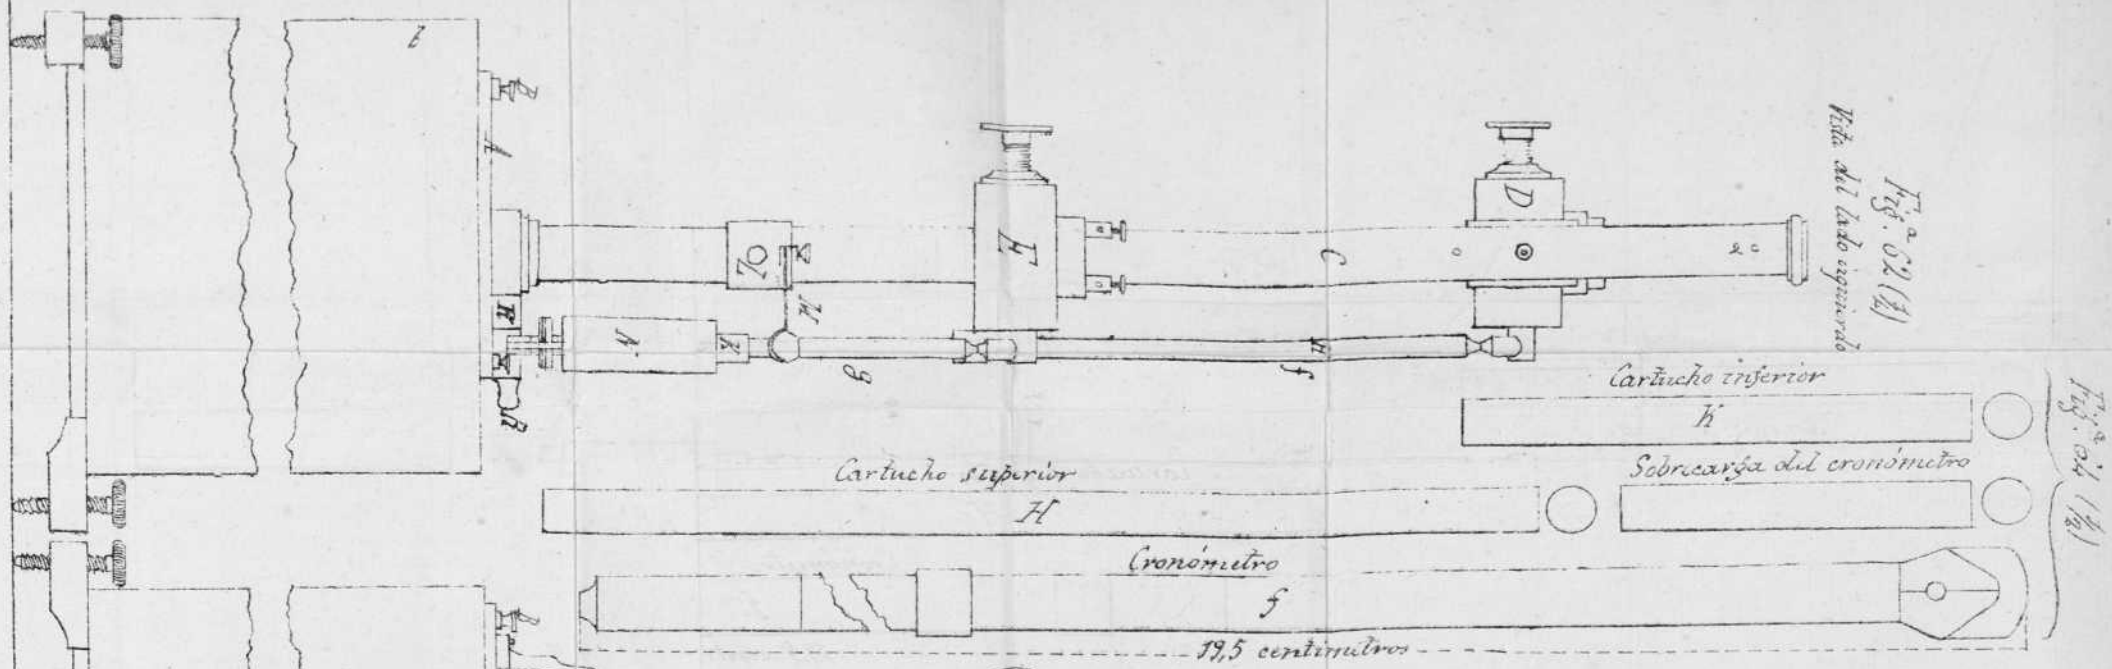 Fig.ª 62 (½)
Vista del lado izquierdo
t
B
A
D
E
C
Z
M
N
R
B
g
f
Cartucho inferior
K
Fig.ª 64 (½)
Cartucho superior
H
Sobrecarga del cronómetro
Cronómetro
f
19,5 centimetros
B